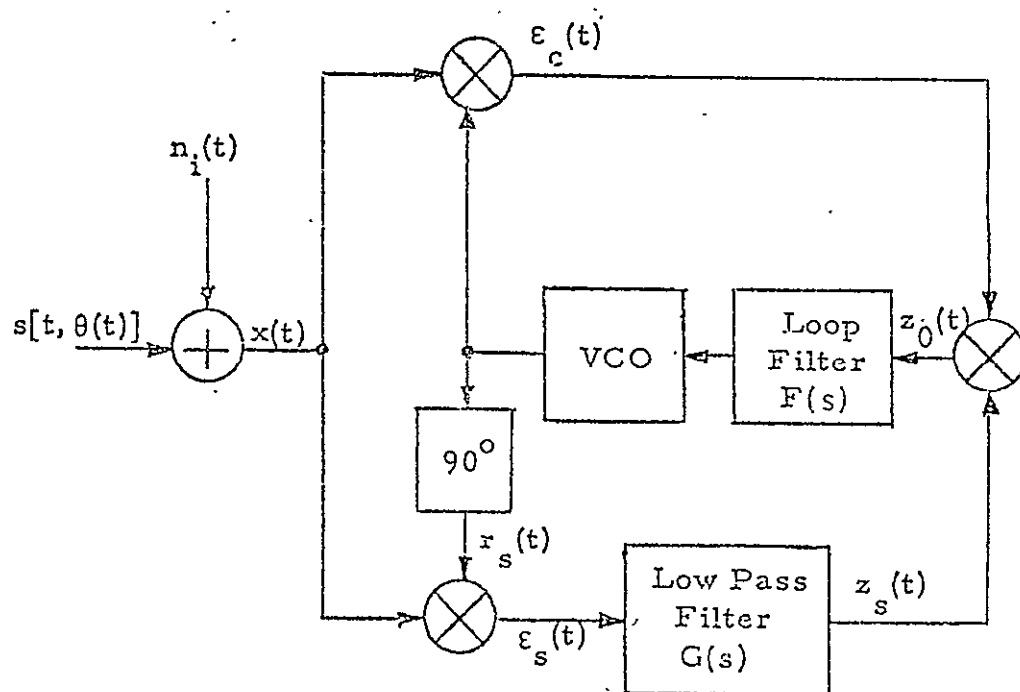 ε_c(t)
n_i(t)
s[t, θ(t)]
x(t)
VCO
Loop
Filter
F(s)
z_0(t)
90°
r_s(t)
ε_s(t)
Low Pass
Filter
G(s)
z_s(t)